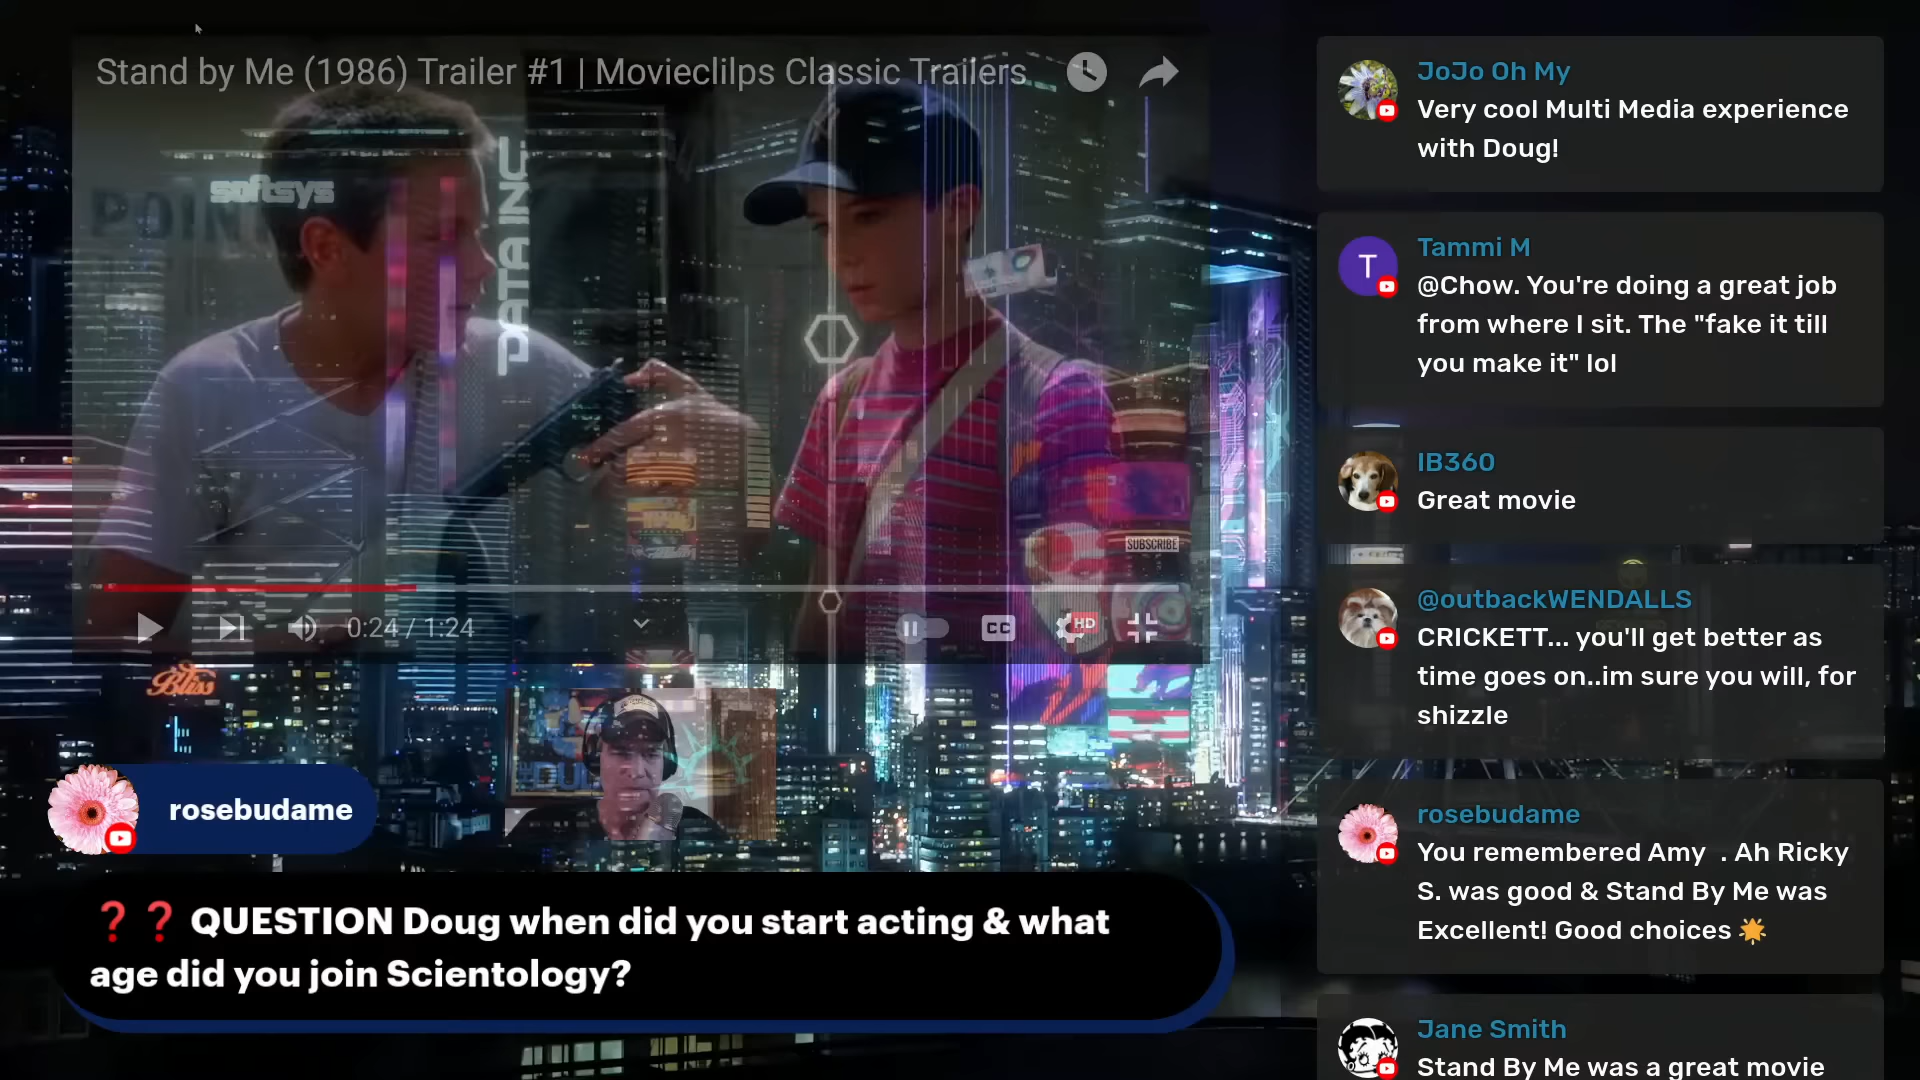 Stand by Me (1986) Trailer #1 | Movieclilps Classic Trailers
softsys
POIN
DATA INC
SUBSCRIBE
0:24 / 1:24
CC
HD
Bliss
rosebudame
❓❓ QUESTION Doug when did you start acting & what
age did you join Scientology?
JoJo Oh My
Very cool Multi Media experience
with Doug!
T
Tammi M
@Chow. You're doing a great job
from where I sit. The "fake it till
you make it" lol
IB360
Great movie
@outbackWENDALLS
CRICKETT... you'll get better as
time goes on..im sure you will, for
shizzle
rosebudame
You remembered Amy . Ah Ricky
S. was good & Stand By Me was
Excellent! Good choices 🌟
Jane Smith
Stand By Me was a great movie